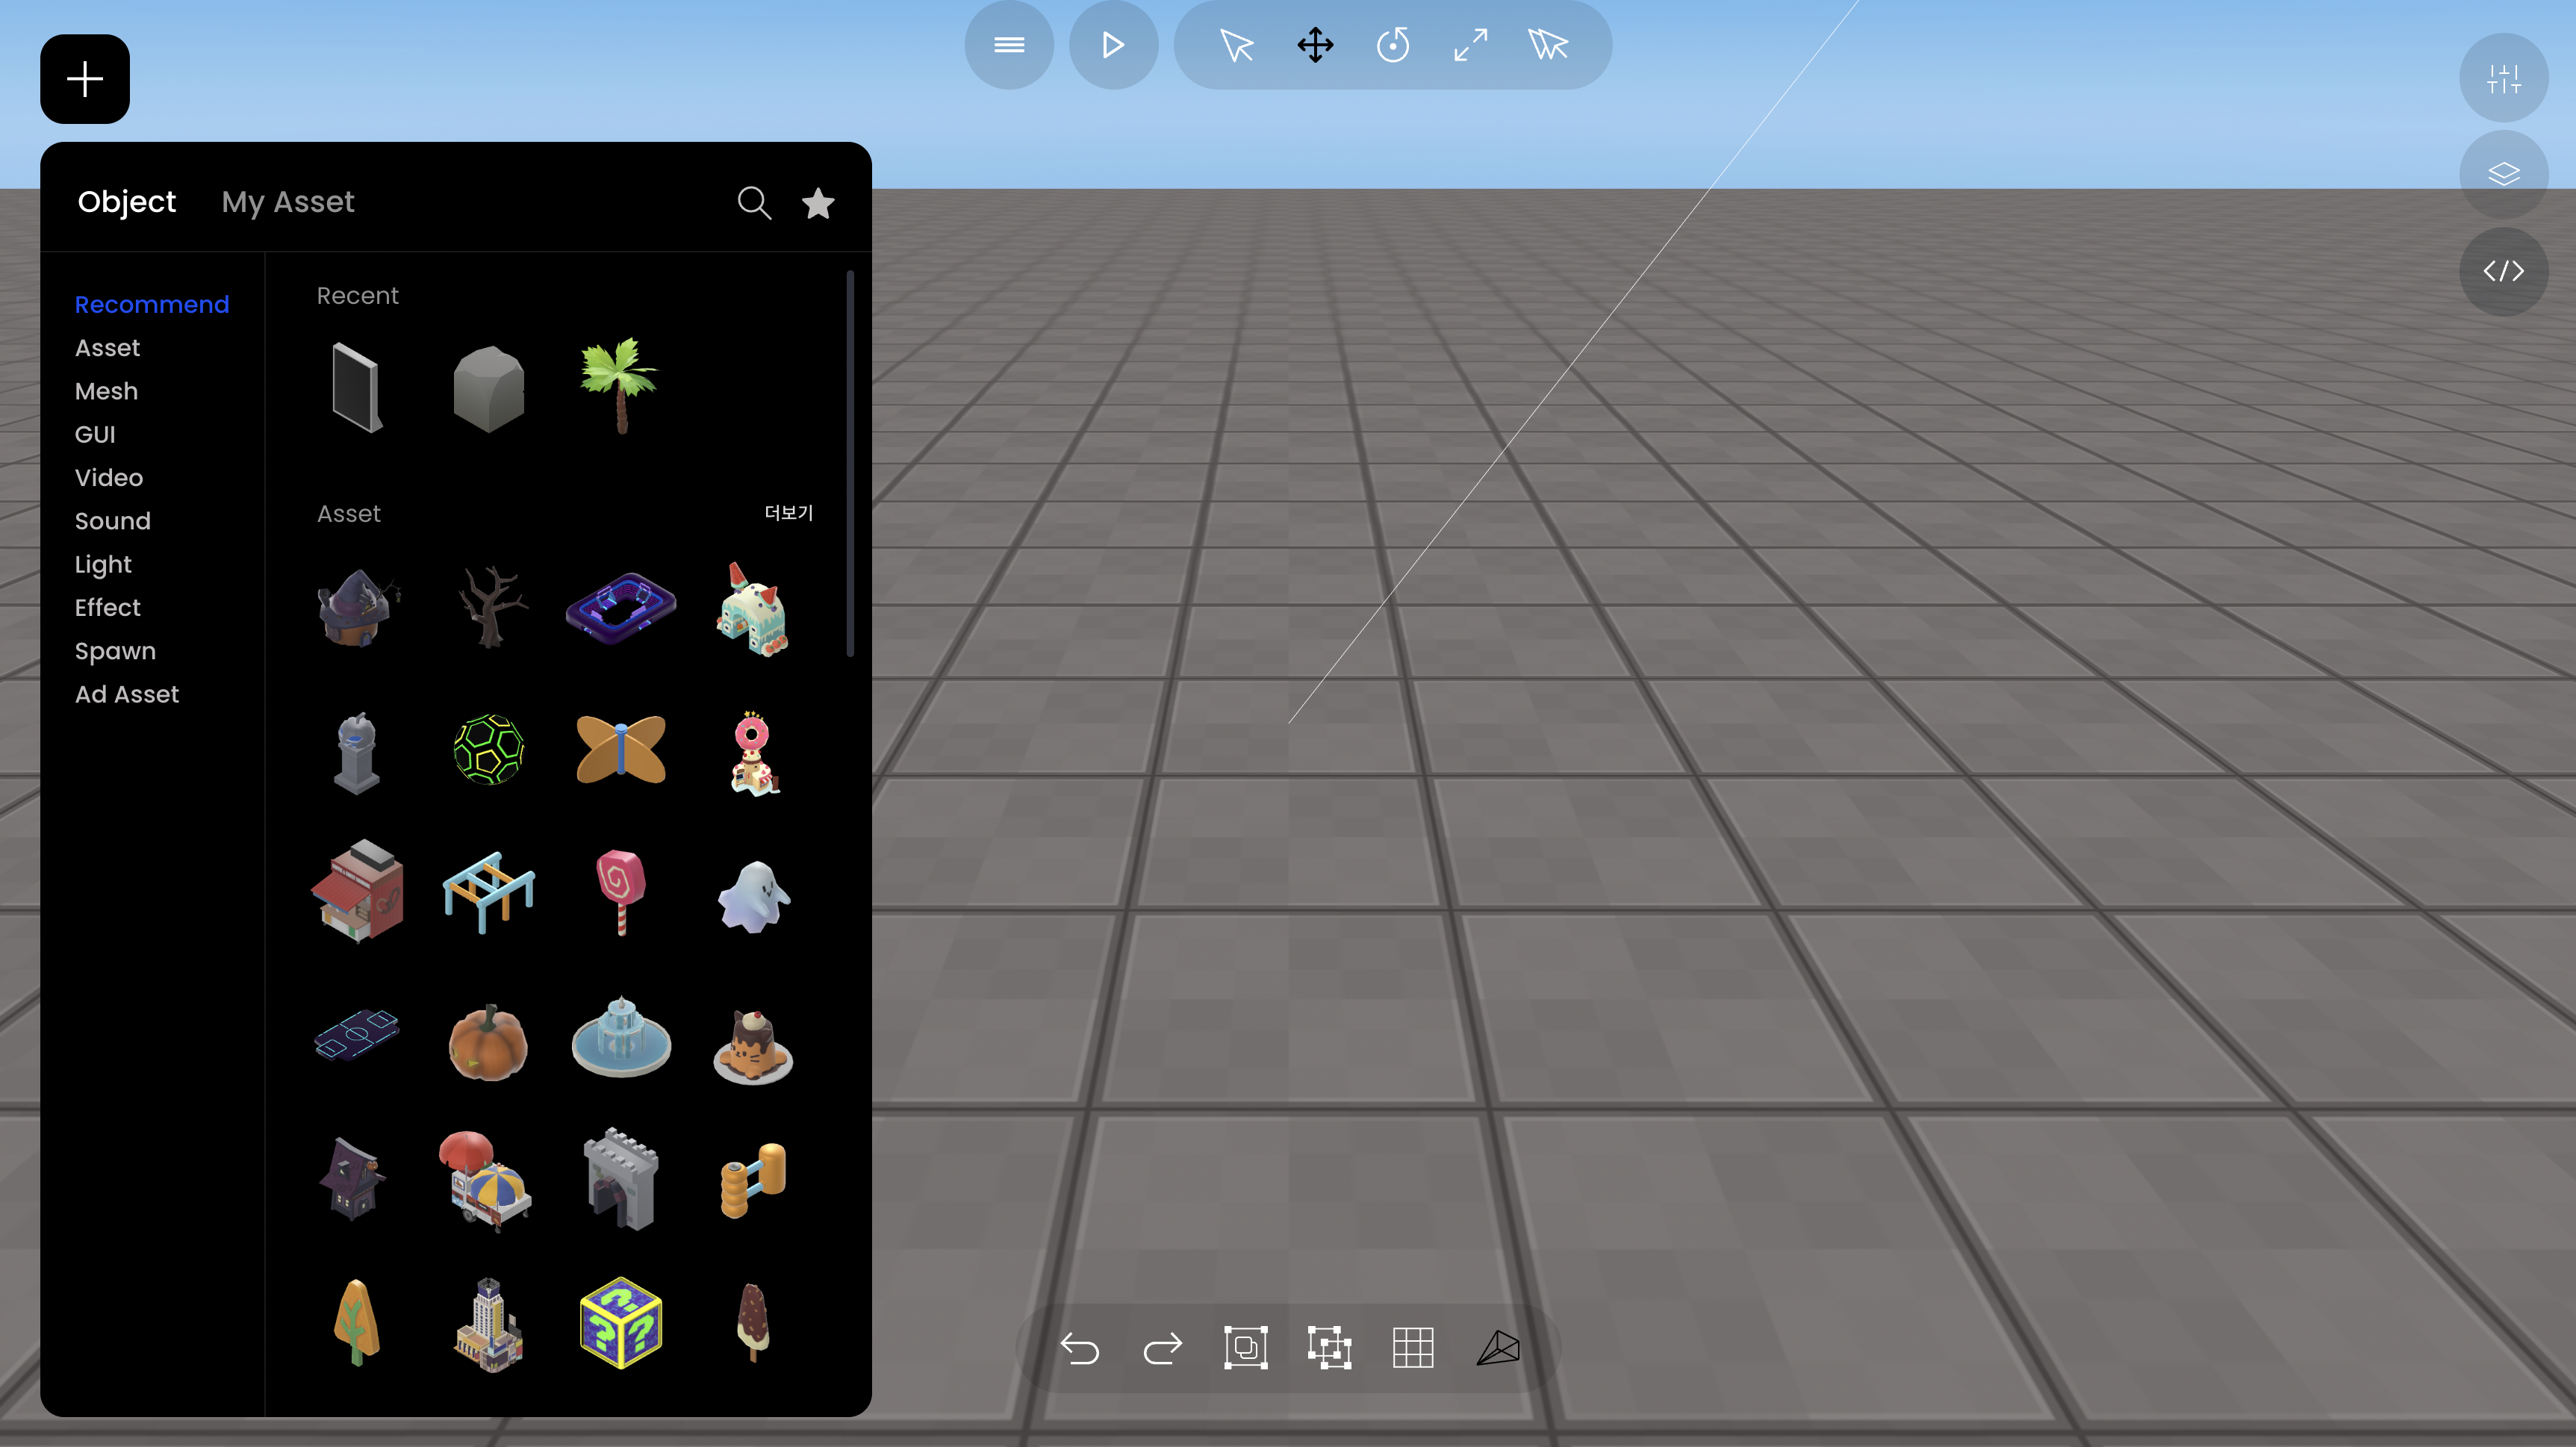 Object My Asset
Recommend
Asset
Mesh
GUI
Video
Sound
Light
Effect
Spawn
Ad Asset
Recent
Asset 더보기